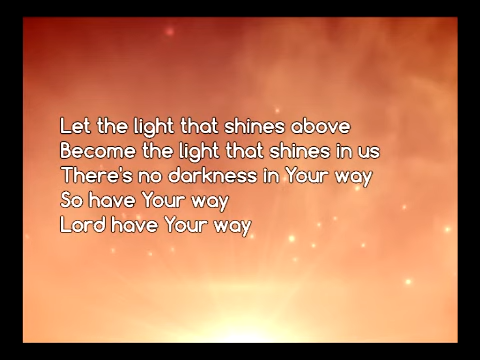 Let the light that shines above
Become the light that shines in us
There's no darkness in Your way
So have Your way
Lord have Your way